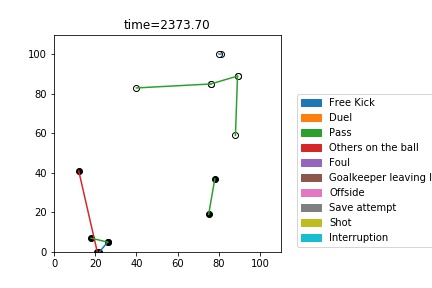 time=2373.70
100
80
60
40
20
0
0 20 40 60 80 100
Free Kick
Duel
Pass
Others on the ball
Foul
Goalkeeper leaving l
Offside
Save attempt
Shot
Interruption